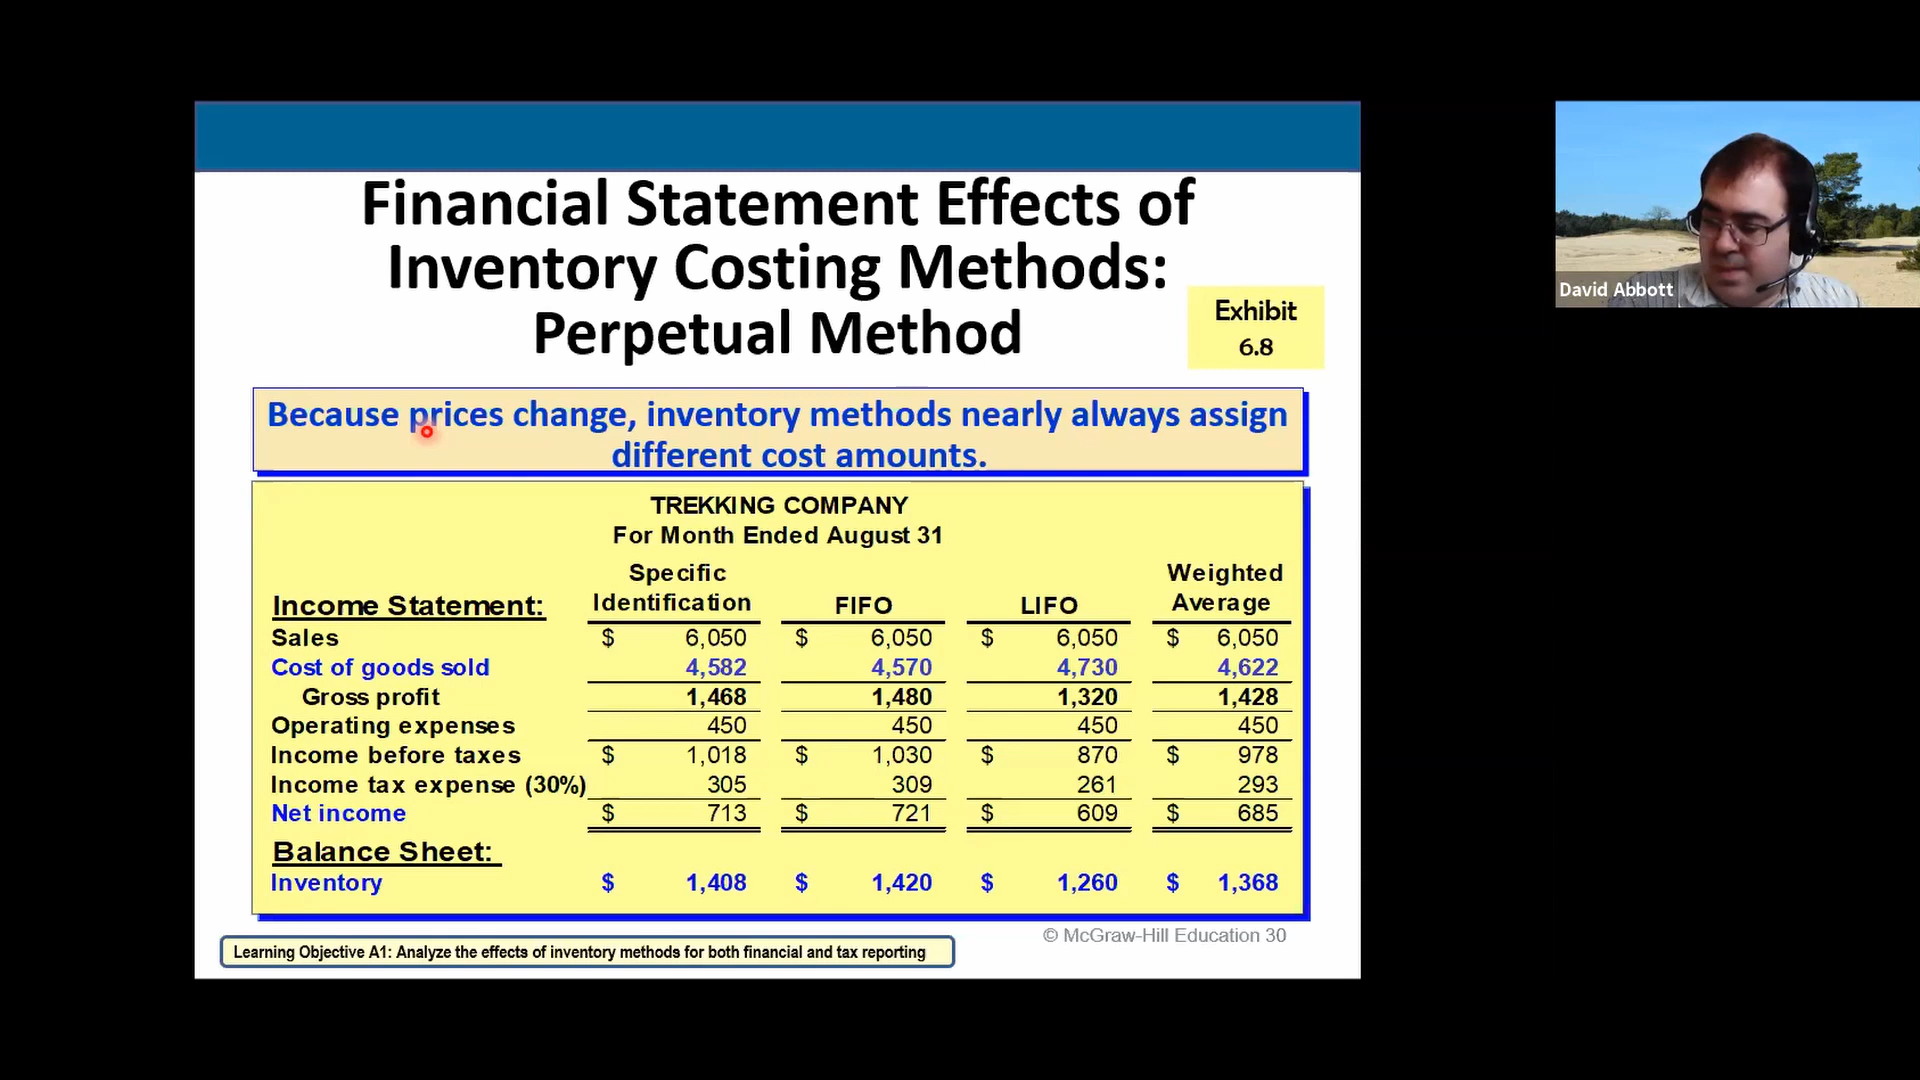 Financial Statement Effects of
Inventory Costing Methods:
Perpetual Method
Exhibit
6.8
Because prices change, inventory methods nearly always assign
different cost amounts.
TREKKING COMPANY
For Month Ended August 31
Income Statement: Specific Identification FIFO LIFO Weighted Average
Sales $ 6,050 $ 6,050 $ 6,050 $ 6,050
Cost of goods sold 4,582 4,570 4,730 4,622
Gross profit 1,468 1,480 1,320 1,428
Operating expenses 450 450 450 450
Income before taxes $ 1,018 $ 1,030 $ 870 $ 978
Income tax expense (30%) 305 309 261 293
Net income $ 713 $ 721 $ 609 $ 685
Balance Sheet:
Inventory $ 1,408 $ 1,420 $ 1,260 $ 1,368
© McGraw-Hill Education 30
Learning Objective A1: Analyze the effects of inventory methods for both financial and tax reporting
David Abbott